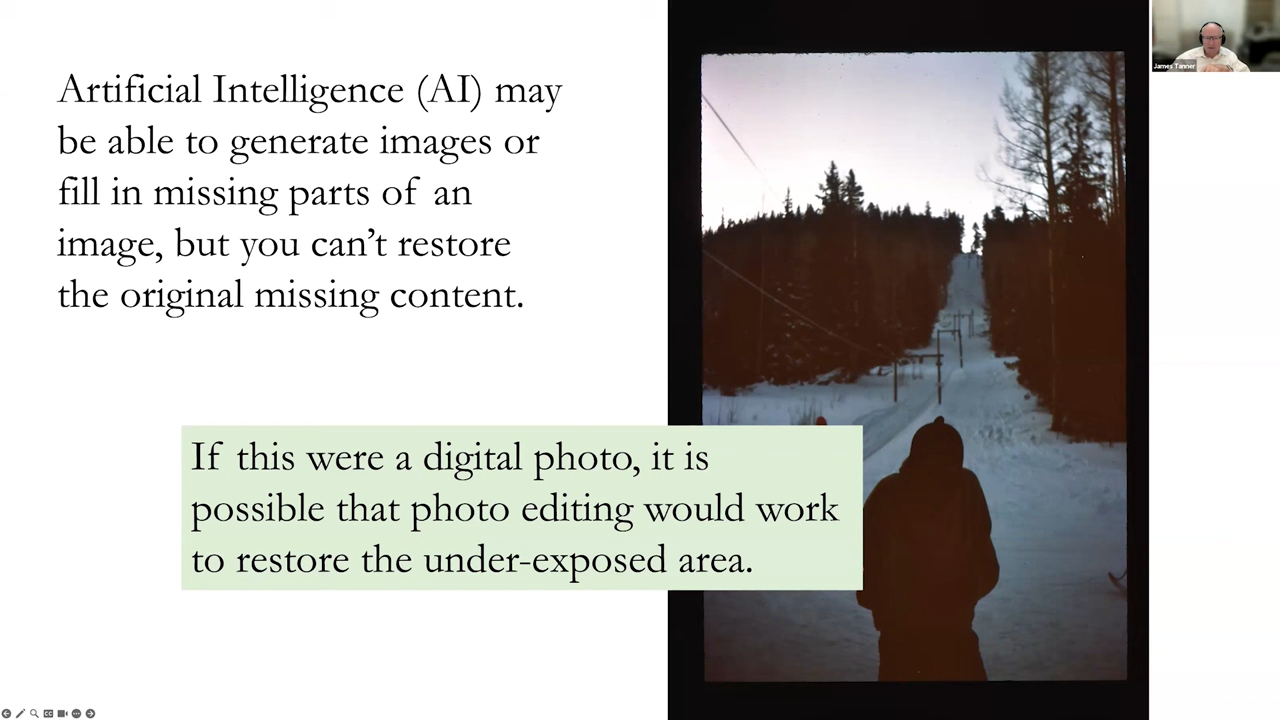 Artificial Intelligence (AI) may
be able to generate images or
fill in missing parts of an
image, but you can’t restore
the original missing content.
If this were a digital photo, it is
possible that photo editing would work
to restore the under-exposed area.
James Tanner